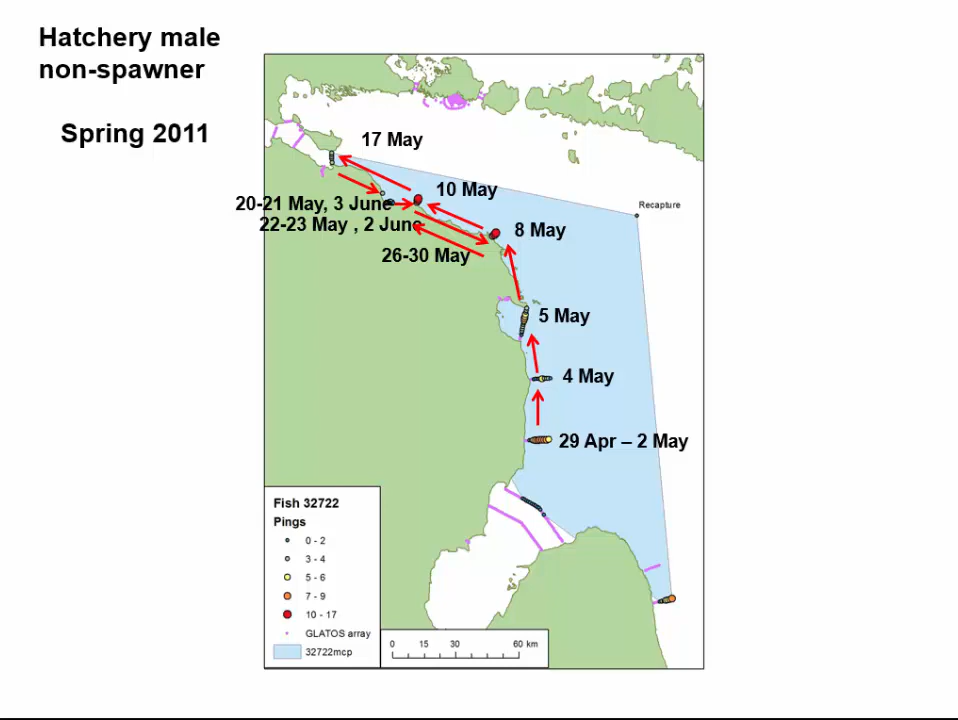 Hatchery male
non-spawner
Spring 2011
17 May
10 May
Recapture
20-21 May, 3 June
22-23 May , 2 June
8 May
26-30 May
5 May
4 May
29 Apr – 2 May
Fish 32722
Pings
0 - 2
3 - 4
5 - 6
7 - 9
10 - 17
GLATOS array
32722mcp
0 15 30 60 km